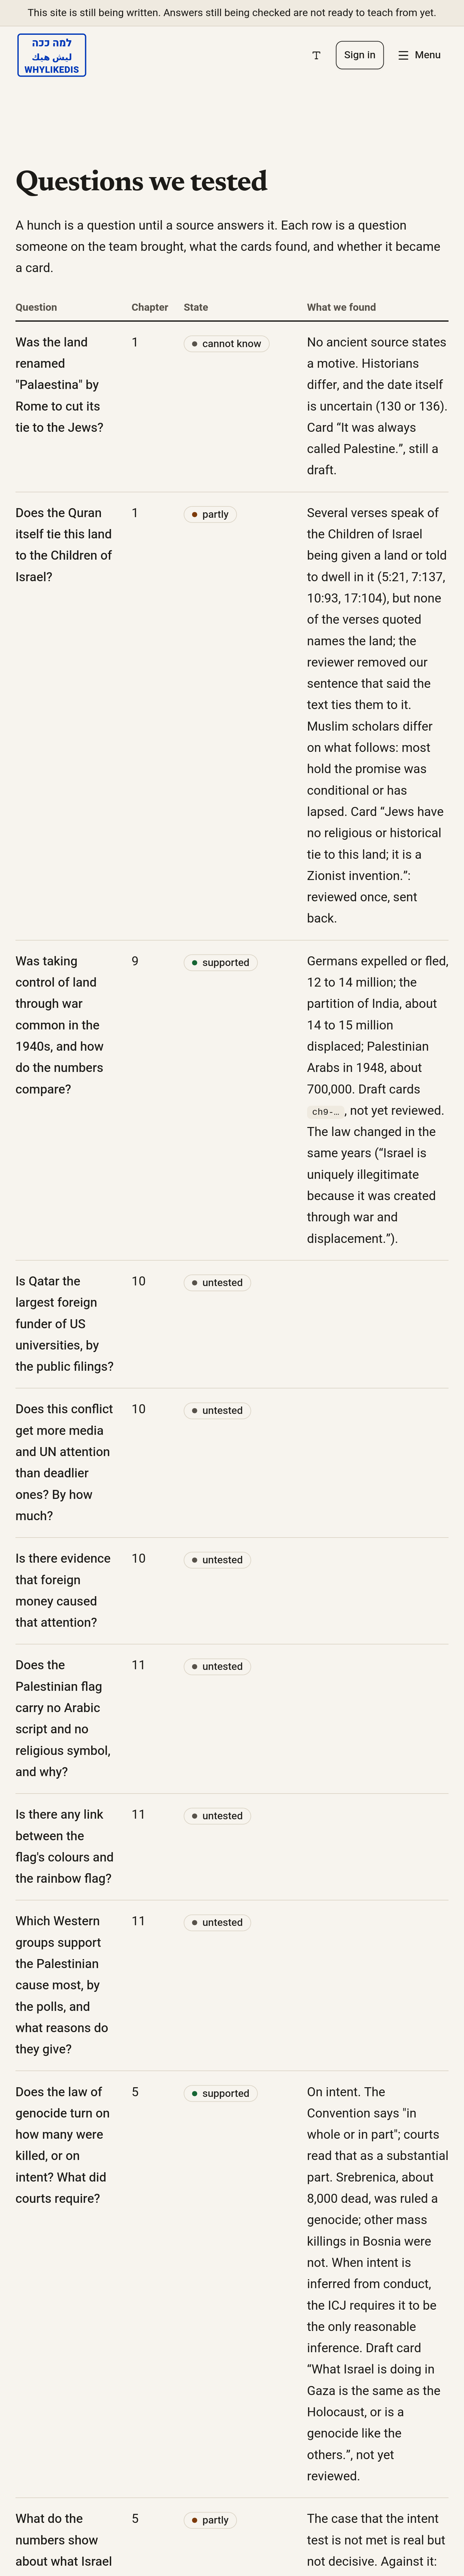 This site is still being written. Answers still being checked are not ready to teach from yet.
למה ככה
ليش هيك
WHYLIKEDIS
Sign in
Menu
Questions we tested
A hunch is a question until a source answers it. Each row is a question
someone on the team brought, what the cards found, and whether it became
a card.
Question Chapter State What we found
Was the land
renamed
"Palaestina" by
Rome to cut its
tie to the Jews?
1
cannot know
No ancient source states
a motive. Historians
differ, and the date itself
is uncertain (130 or 136).
Card “It was always
called Palestine.”, still a
draft.
Does the Quran
itself tie this land
to the Children of
Israel?
1
partly
Several verses speak of
the Children of Israel
being given a land or told
to dwell in it (5:21, 7:137,
10:93, 17:104), but none
of the verses quoted
names the land; the
reviewer removed our
sentence that said the
text ties them to it.
Muslim scholars differ
on what follows: most
hold the promise was
conditional or has
lapsed. Card “Jews have
no religious or historical
tie to this land; it is a
Zionist invention.”:
reviewed once, sent
back.
Was taking
control of land
through war
common in the
1940s, and how
do the numbers
compare?
9
supported
Germans expelled or fled,
12 to 14 million; the
partition of India, about
14 to 15 million
displaced; Palestinian
Arabs in 1948, about
700,000. Draft cards
ch9-…, not yet reviewed.
The law changed in the
same years (“Israel is
uniquely illegitimate
because it was created
through war and
displacement.”).
Is Qatar the
largest foreign
funder of US
universities, by
the public filings?
10
untested
Does this conflict
get more media
and UN attention
than deadlier
ones? By how
much?
10
untested
Is there evidence
that foreign
money caused
that attention?
10
untested
Does the
Palestinian flag
carry no Arabic
script and no
religious symbol,
and why?
11
untested
Is there any link
between the
flag's colours and
the rainbow flag?
11
untested
Which Western
groups support
the Palestinian
cause most, by
the polls, and
what reasons do
they give?
11
untested
Does the law of
genocide turn on
how many were
killed, or on
intent? What did
courts require?
5
supported
On intent. The
Convention says "in
whole or in part"; courts
read that as a substantial
part. Srebrenica, about
8,000 dead, was ruled a
genocide; other mass
killings in Bosnia were
not. When intent is
inferred from conduct,
the ICJ requires it to be
the only reasonable
inference. Draft card
“What Israel is doing in
Gaza is the same as the
Holocaust, or is a
genocide like the
others.”, not yet
reviewed.
What do the
numbers show
about what Israel
5
partly
The case that the intent
test is not met is real but
not decisive. Against it: